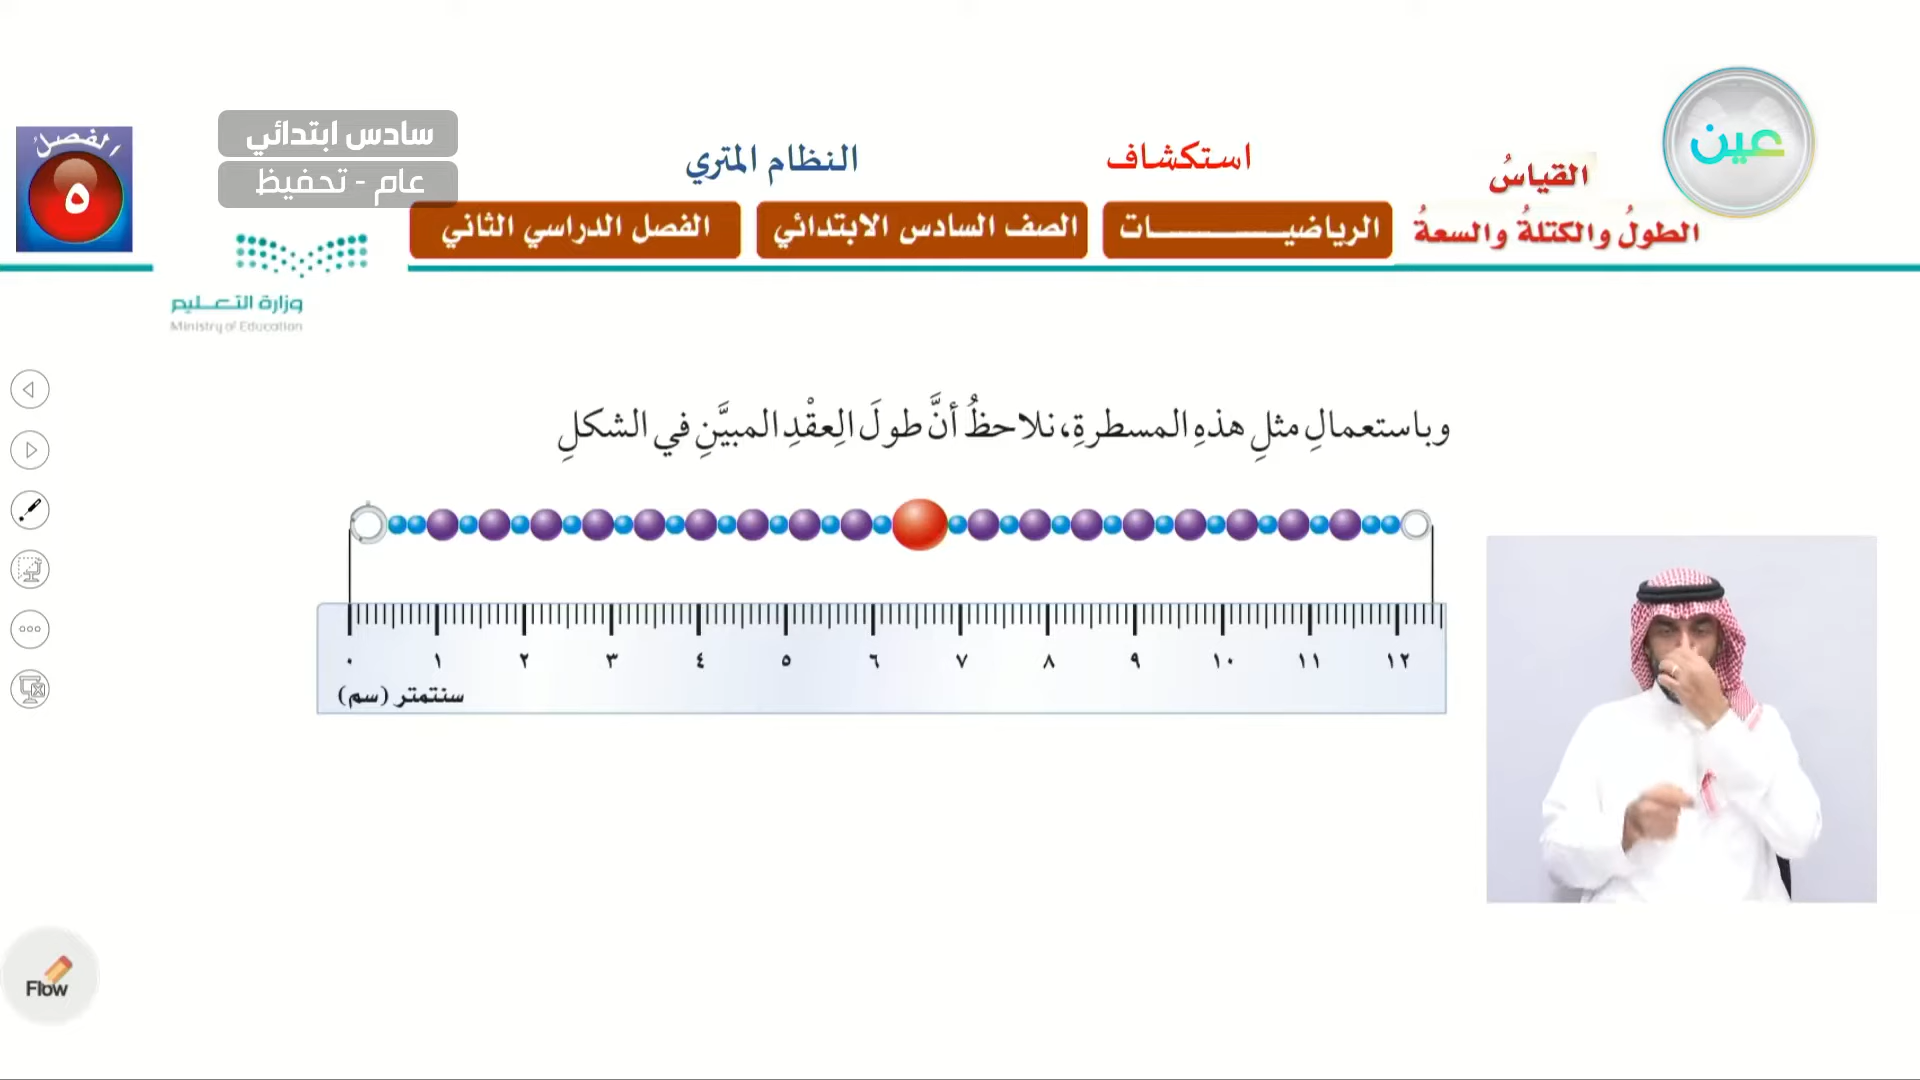 عين
القياسُ
الطولُ والكتلةُ والسعةُ
استكشاف
النظام المتري
الرياضيـــــــــات
الصف السادس الابتدائي
الفصل الدراسي الثاني
سادس ابتدائي
عام - تحفيظ
الفصلُ
٥
وزارة التعليم
Ministry of Education
وباستعمالِ مثلِ هذهِ المسطرةِ، نلاحظُ أنَّ طولَ العِقْدِ المبيَّنِ في الشكلِ
٠ ١ ٢ ٣ ٤ ٥ ٦ ٧ ٨ ٩ ١٠ ١١ ١٢
سنتمتر (سم)
Flow